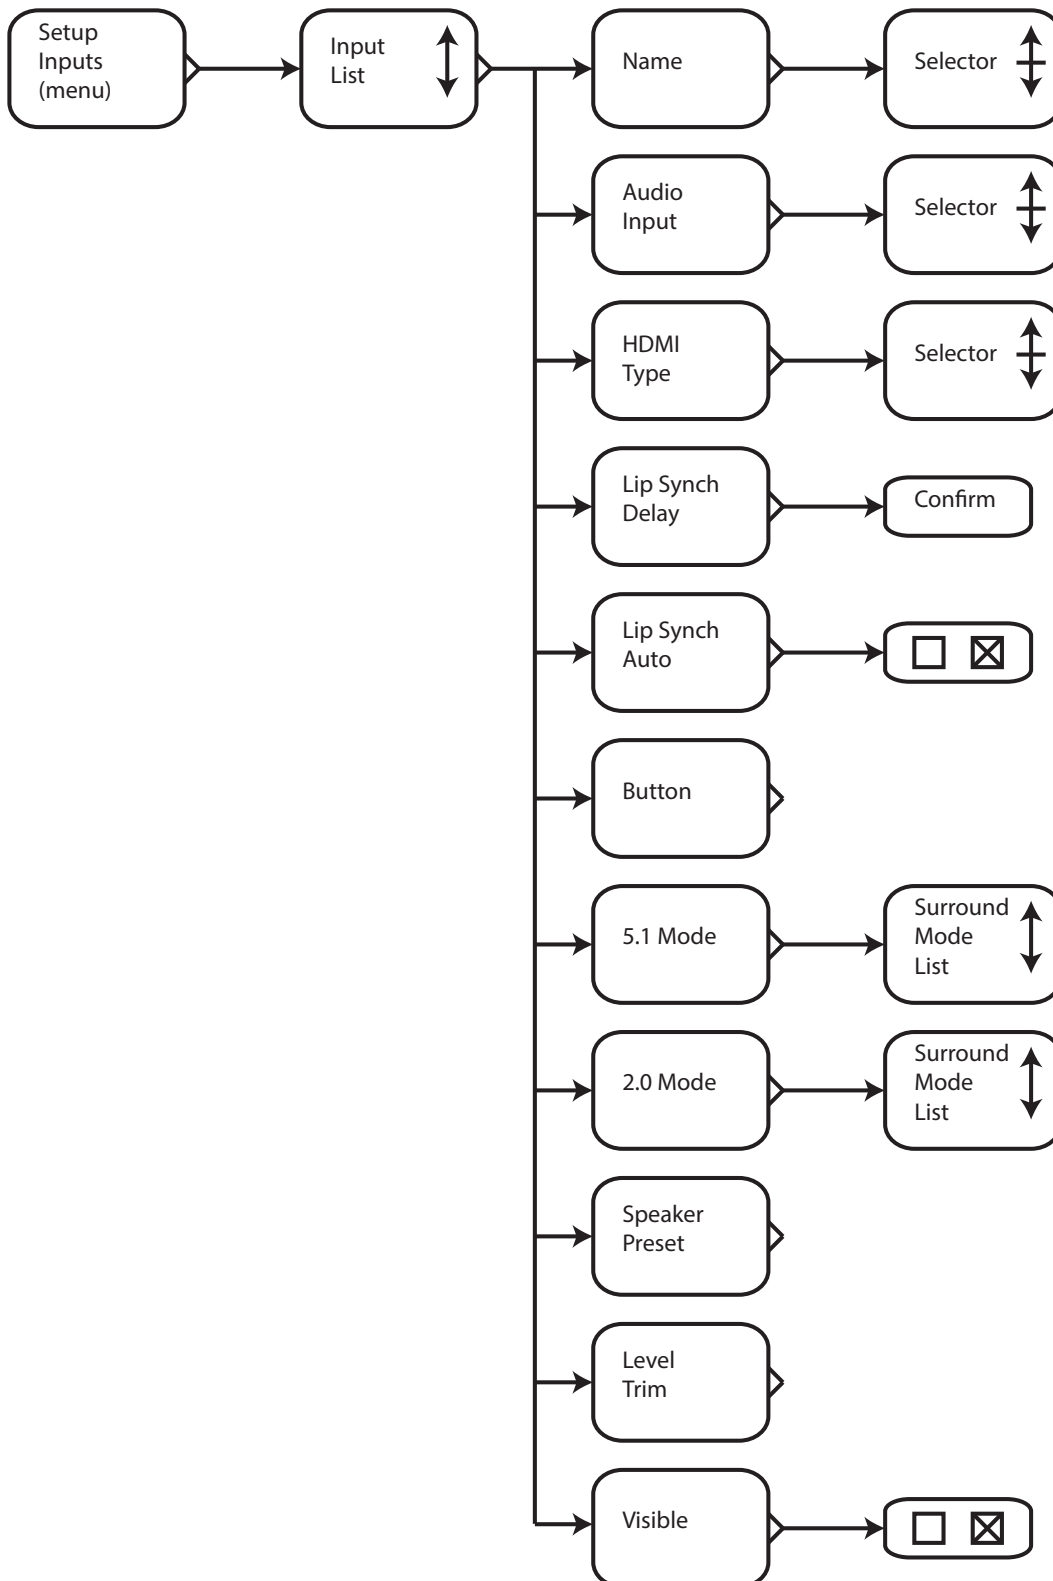 Setup
Inputs
(menu)
Input
List
Name
Selector
Audio
Input
Selector
HDMI
Type
Selector
Lip Synch
Delay
Confirm
Lip Synch
Auto
Button
5.1 Mode
Surround
Mode
List
2.0 Mode
Surround
Mode
List
Speaker
Preset
Level
Trim
Visible